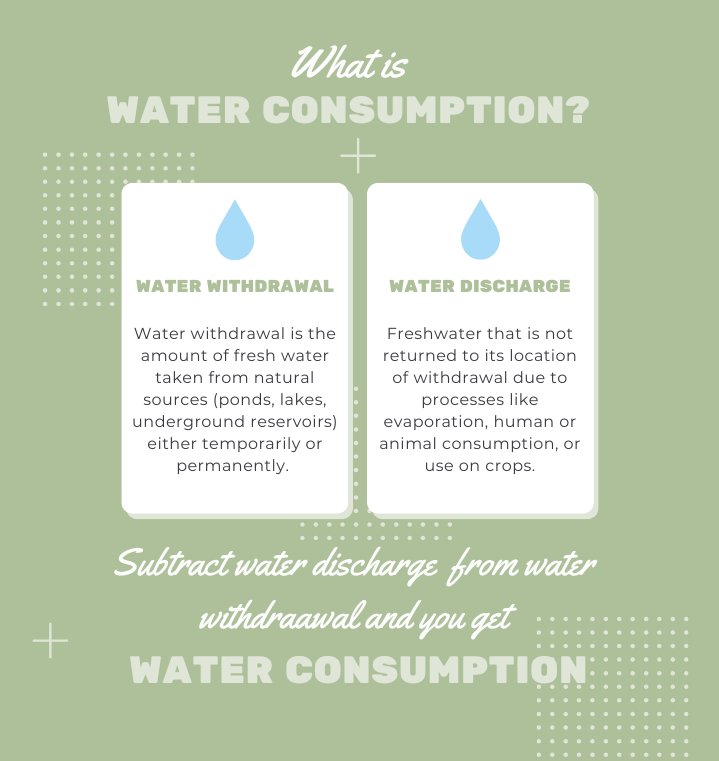 What is
WATER CONSUMPTION?
WATER WITHDRAWAL
Water withdrawal is the
amount of fresh water
taken from natural
sources (ponds, lakes,
underground reservoirs)
either temporarily or
permanently.
WATER DISCHARGE
Freshwater that is not
returned to its location
of withdrawal due to
processes like
evaporation, human or
animal consumption, or
use on crops.
Subtract water discharge from water
withdraawal and you get
WATER CONSUMPTION